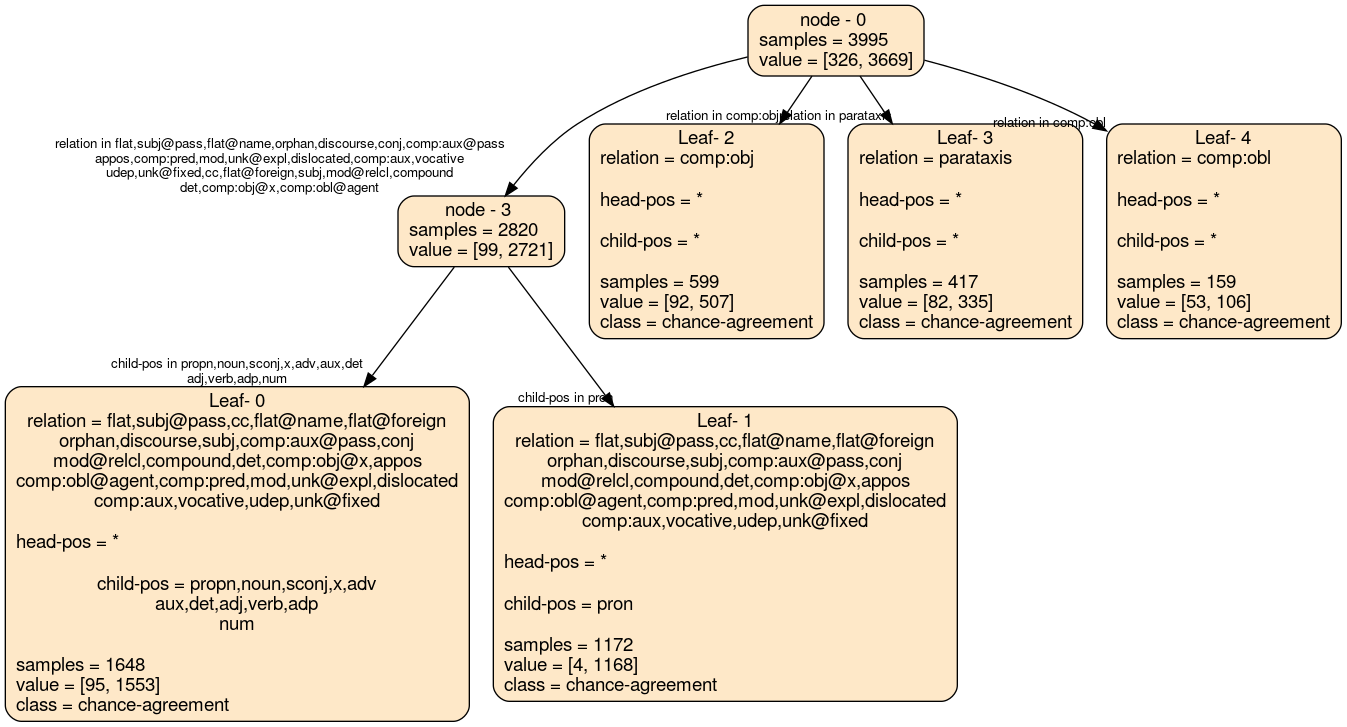 node - 0
samples = 3995
value = [326, 3669]
relation in comp:obj
relation in parataxis
relation in comp:obl
relation in flat,subj@pass,flat@name,orphan,discourse,conj,comp:aux@pass
appos,comp:pred,mod,unk@expl,dislocated,comp:aux,vocative
udep,unk@fixed,cc,flat@foreign,subj,mod@relcl,compound
det,comp:obj@x,comp:obl@agent
Leaf- 2
relation = comp:obj
head-pos = *
child-pos = *
samples = 599
value = [92, 507]
class = chance-agreement
Leaf- 3
relation = parataxis
head-pos = *
child-pos = *
samples = 417
value = [82, 335]
class = chance-agreement
Leaf- 4
relation = comp:obl
head-pos = *
child-pos = *
samples = 159
value = [53, 106]
class = chance-agreement
node - 3
samples = 2820
value = [99, 2721]
child-pos in propn,noun,sconj,x,adv,aux,det
adj,verb,adp,num
child-pos in pron
Leaf- 0
relation = flat,subj@pass,cc,flat@name,flat@foreign
orphan,discourse,subj,comp:aux@pass,conj
mod@relcl,compound,det,comp:obj@x,appos
comp:obl@agent,comp:pred,mod,unk@expl,dislocated
comp:aux,vocative,udep,unk@fixed
head-pos = *
child-pos = propn,noun,sconj,x,adv
aux,det,adj,verb,adp
num
samples = 1648
value = [95, 1553]
class = chance-agreement
Leaf- 1
relation = flat,subj@pass,cc,flat@name,flat@foreign
orphan,discourse,subj,comp:aux@pass,conj
mod@relcl,compound,det,comp:obj@x,appos
comp:obl@agent,comp:pred,mod,unk@expl,dislocated
comp:aux,vocative,udep,unk@fixed
head-pos = *
child-pos = pron
samples = 1172
value = [4, 1168]
class = chance-agreement